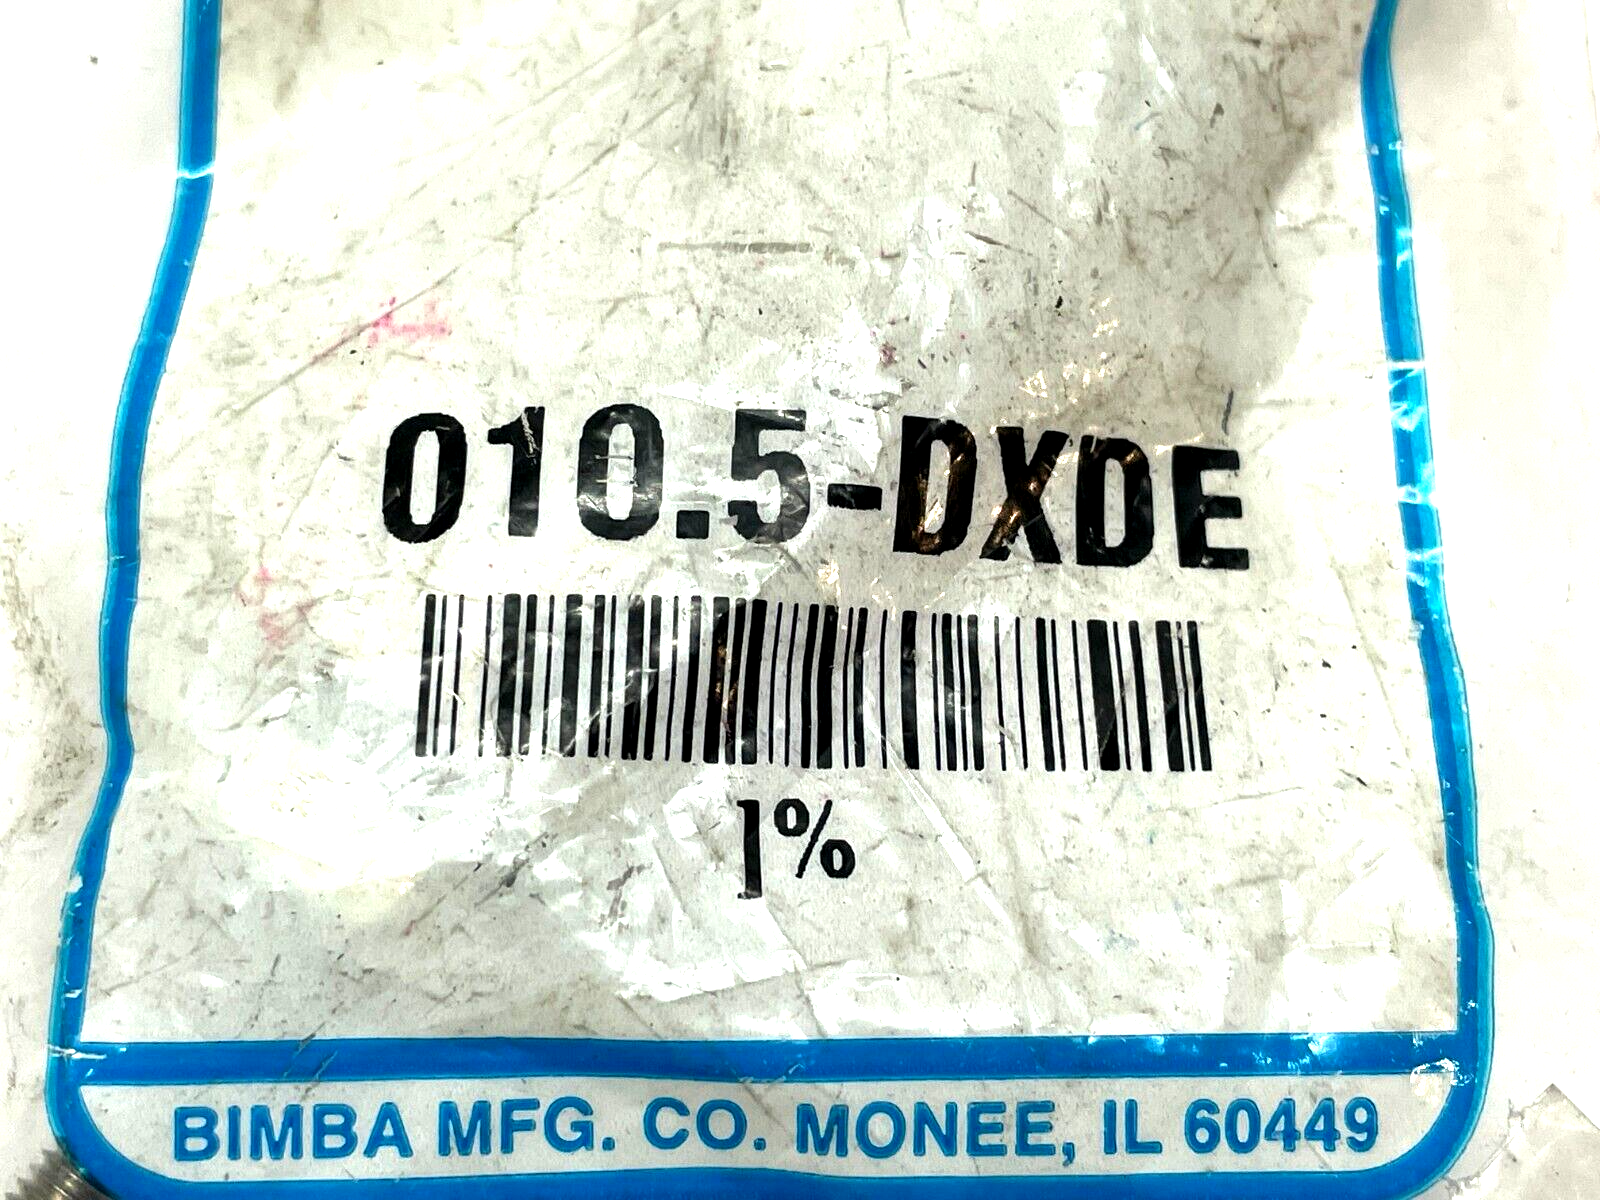 010.5-DXDE
1%
BIMBA MFG. CO. MONEE, IL 60449